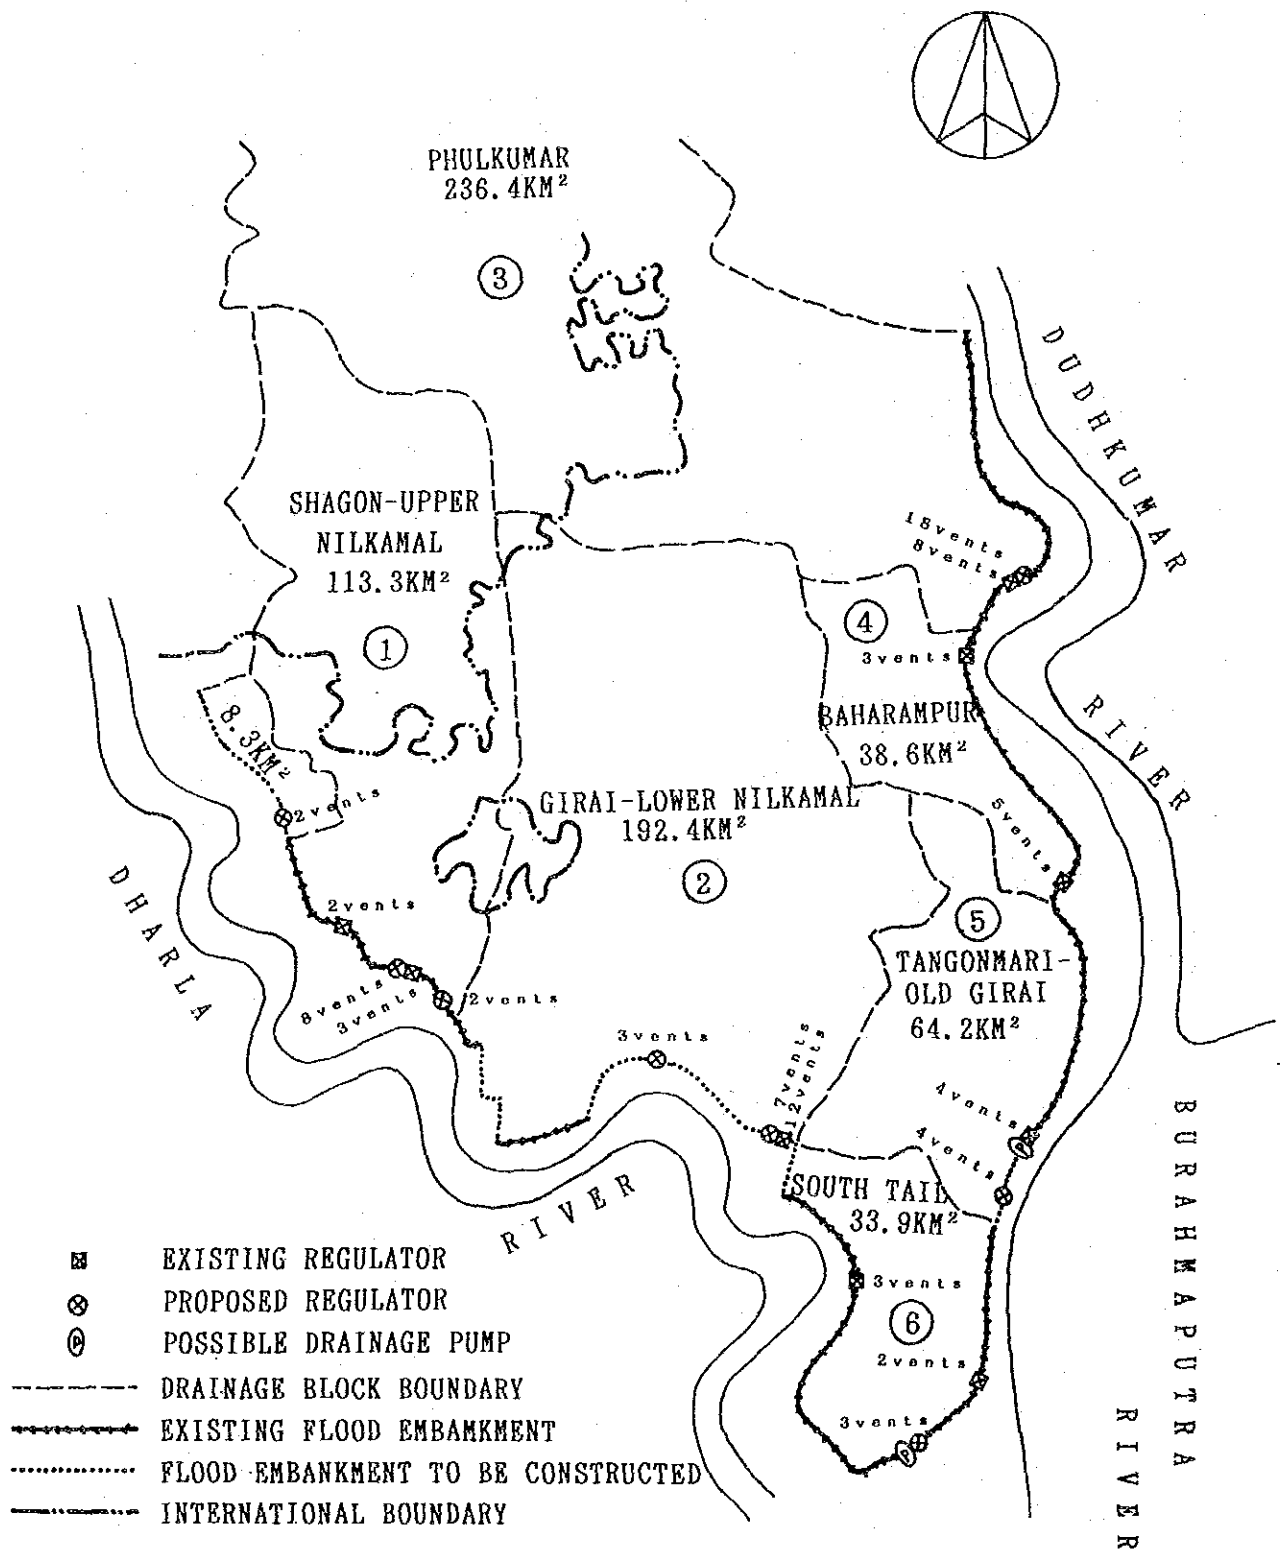 PHULKUMAR
236.4KM²
3
DUDHKUMAR
RIVER
SHAGON-UPPER
NILKAMAL
113.3KM²
1
18vents
8vents
4
3vents
BAHARAMPUR
38.6KM²
8.3KM²
2vents
GIRAI-LOWER NILKAMAL
192.4KM²
2
5vents
DHARLA
RIVER
2vents
5
TANGONMARI-
OLD GIRAI
64.2KM²
8vents
3vents
2vents
3vents
7vents
12vents
4vents
4vents
P
SOUTH TAIL
33.9KM²
3vents
6
2vents
3vents
P
BURAHMAPUTRA
RIVER
EXISTING REGULATOR
PROPOSED REGULATOR
P
POSSIBLE DRAINAGE PUMP
DRAINAGE BLOCK BOUNDARY
EXISTING FLOOD EMBAMKMENT
FLOOD EMBANKMENT TO BE CONSTRUCTED
INTERNATIONAL BOUNDARY